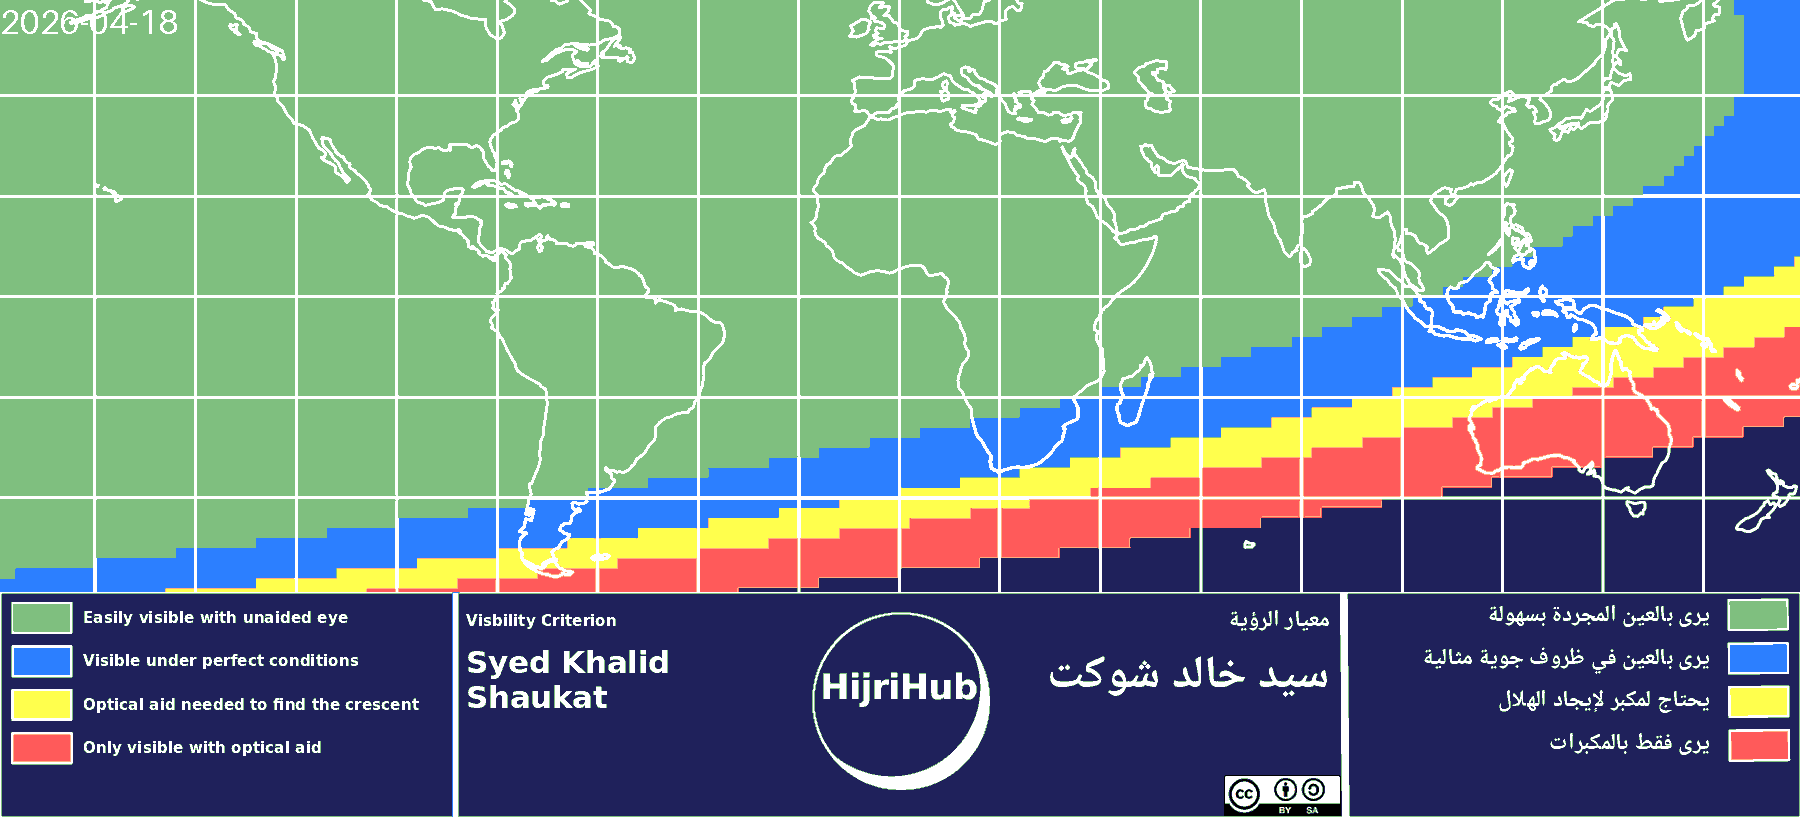 2026-04-18
Easily visible with unaided eye
Visible under perfect conditions
Optical aid needed to find the crescent
Only visible with optical aid
Visbility Criterion
Syed Khalid
Shaukat
HijriHub
معيار الرؤية
سيد خالد شوكت
cc
BY SA
يرى بالعين المجردة بسهولة
يرى بالعين في ظروف جوية مثالية
يحتاج لمكبر لإيجاد الهلال
يرى فقط بالمكبرات